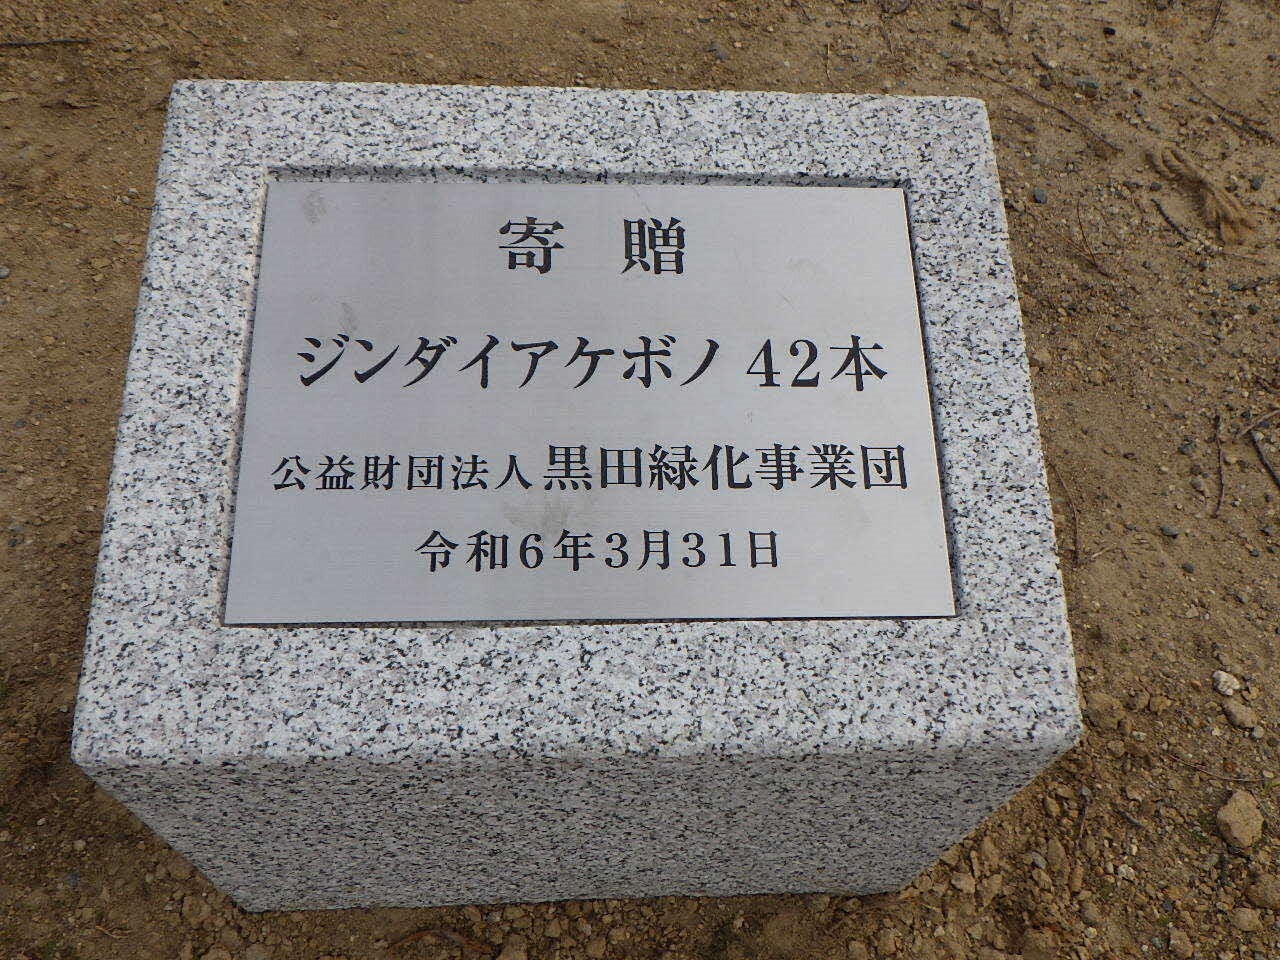 寄贈
ジンダイアケボノ 42本
公益財団法人 黒田緑化事業団
令和6年3月31日